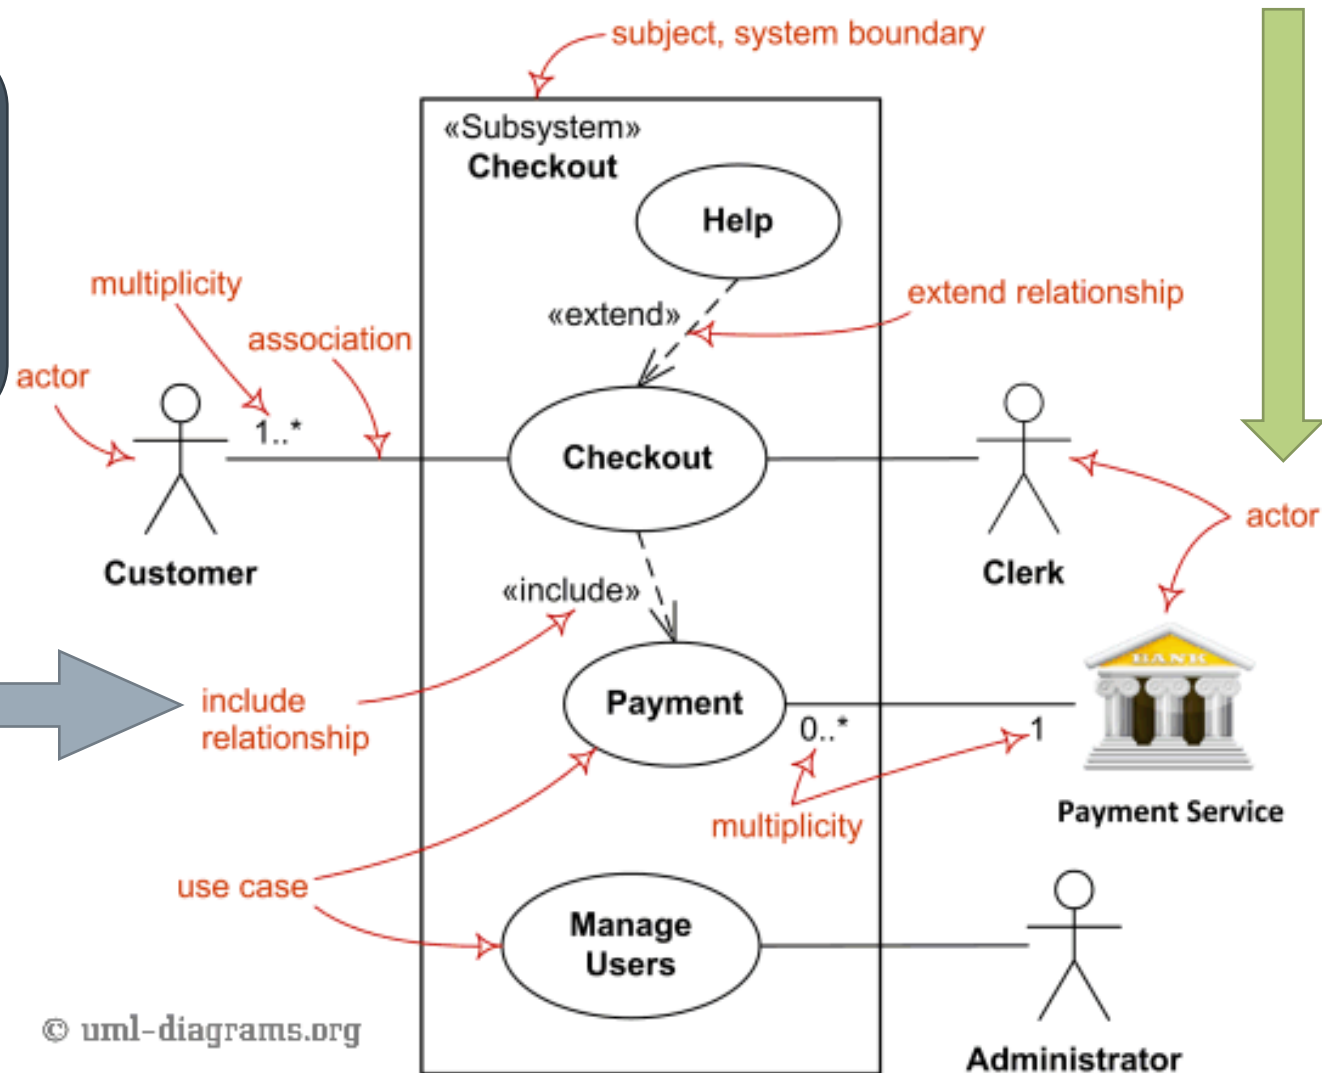 subject, system boundary
«Subsystem»
Checkout
Help
multiplicity
«extend»
extend relationship
association
actor
1..*
Checkout
actor
Customer
Clerk
«include»
BANK
include
relationship
Payment
0..*
1
Payment Service
multiplicity
use case
Manage
Users
© uml-diagrams.org
Administrator